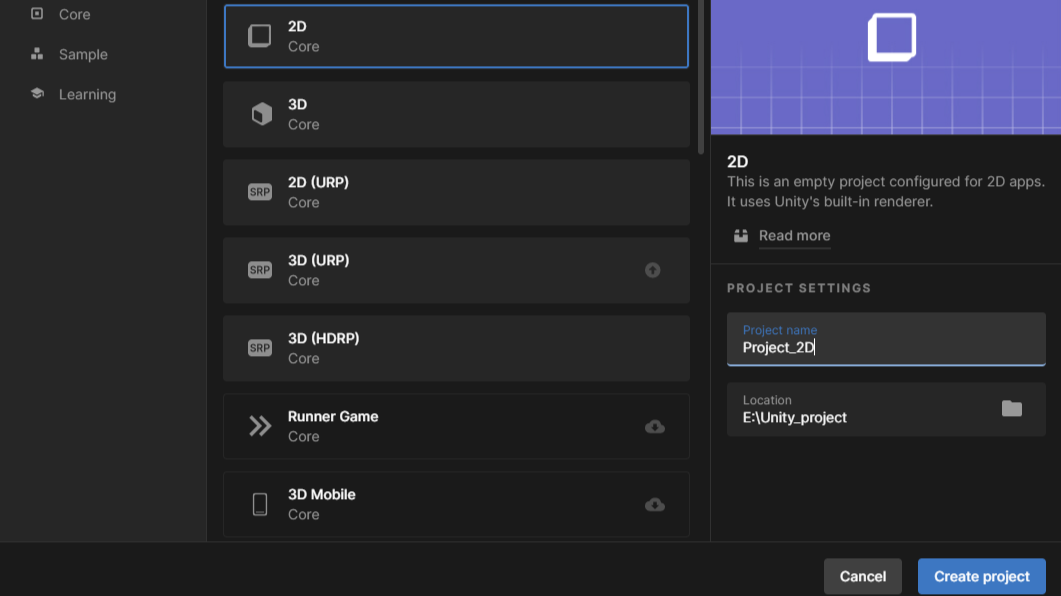 Core
Sample
Learning
2D
Core
3D
Core
SRP
2D (URP)
Core
SRP
3D (URP)
Core
SRP
3D (HDRP)
Core
Runner Game
Core
3D Mobile
Core
2D
This is an empty project configured for 2D apps.
It uses Unity's built-in renderer.
Read more
PROJECT SETTINGS
Project name
Project_2D
Location
E:\Unity_project
Cancel
Create project